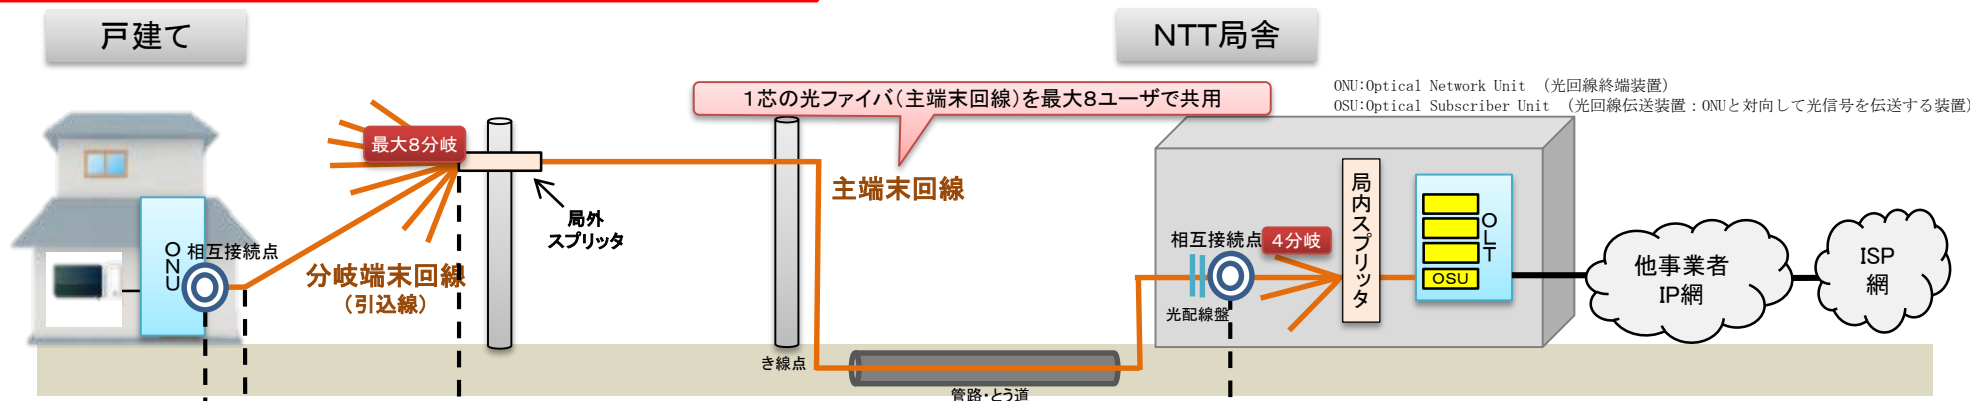 戸建て
NTT局舎
ONU:Optical Network Unit （光回線終端装置）
OSU:Optical Subscriber Unit （光回線伝送装置：ONUと対向して光信号を伝送する装置）
1芯の光ファイバ（主端末回線）を最大8ユーザで共用
最大8分岐
主端末回線
局外
スプリッタ
ONU
相互接続点
分岐端末回線
（引込線）
相互接続点
4分岐
局内スプリッタ
OLT
OSU
光配線盤
他事業者
IP網
ISP
網
き線点
管路・とう道